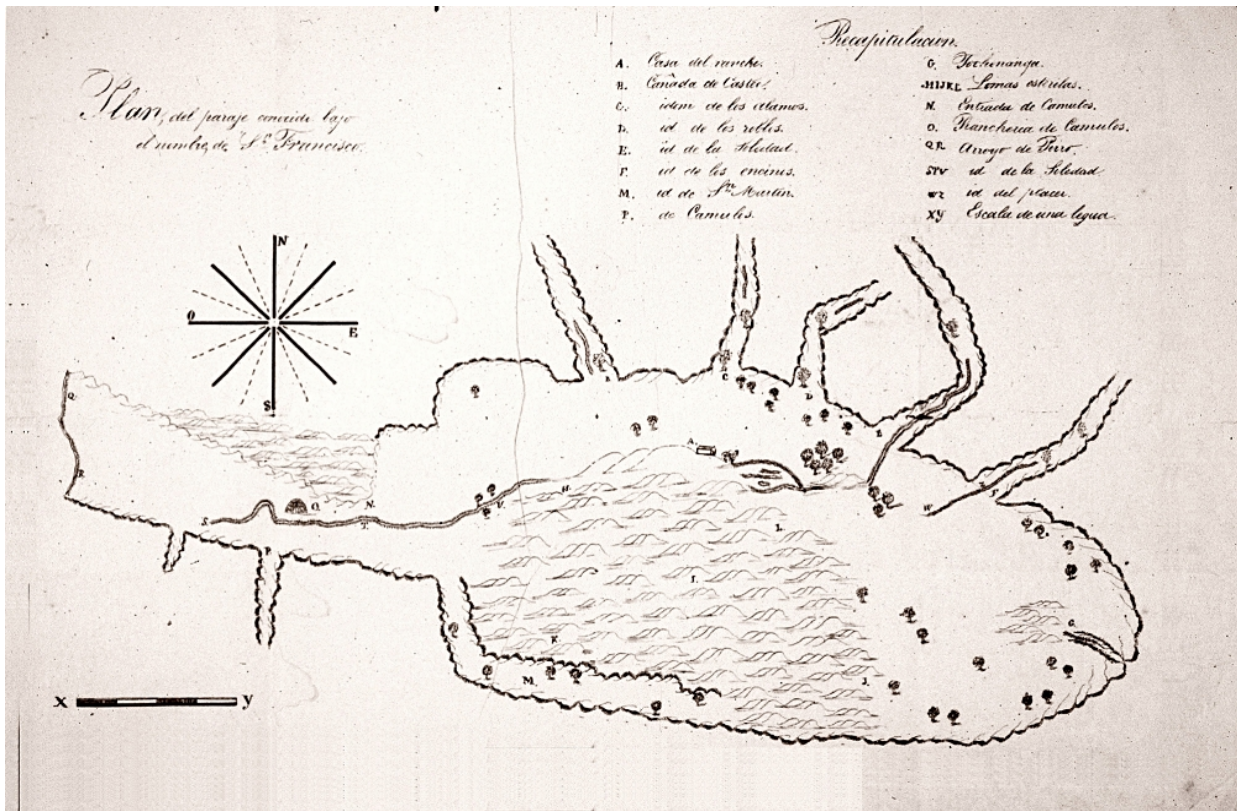 Plan, del paraje conocido bajo
el nombre, de Sn. Francisco.
Recapitulacion.
A. Casa del rancho.
B. Cañada de Castec.
C. idem de los alamos.
D. id de los robles.
E. id de la Soledad.
F. id de los encinos.
M. id de Sn. Martin.
P. de Camulos.
G. Tochonanga.
HIJKL Lomas esteriles.
N. Entrada de Camulos.
O. Rancheria de Camulos.
QR Arroyo de Piro.
STV id de la Soledad
WZ id del placer.
XY Escala de una legua.
N
O
E
S
Q.
R.
S.
O.
N.
T.
P
V.
H.
A.
C
D
E
F
W
L
I.
K
M.
J.
G.
X
Y